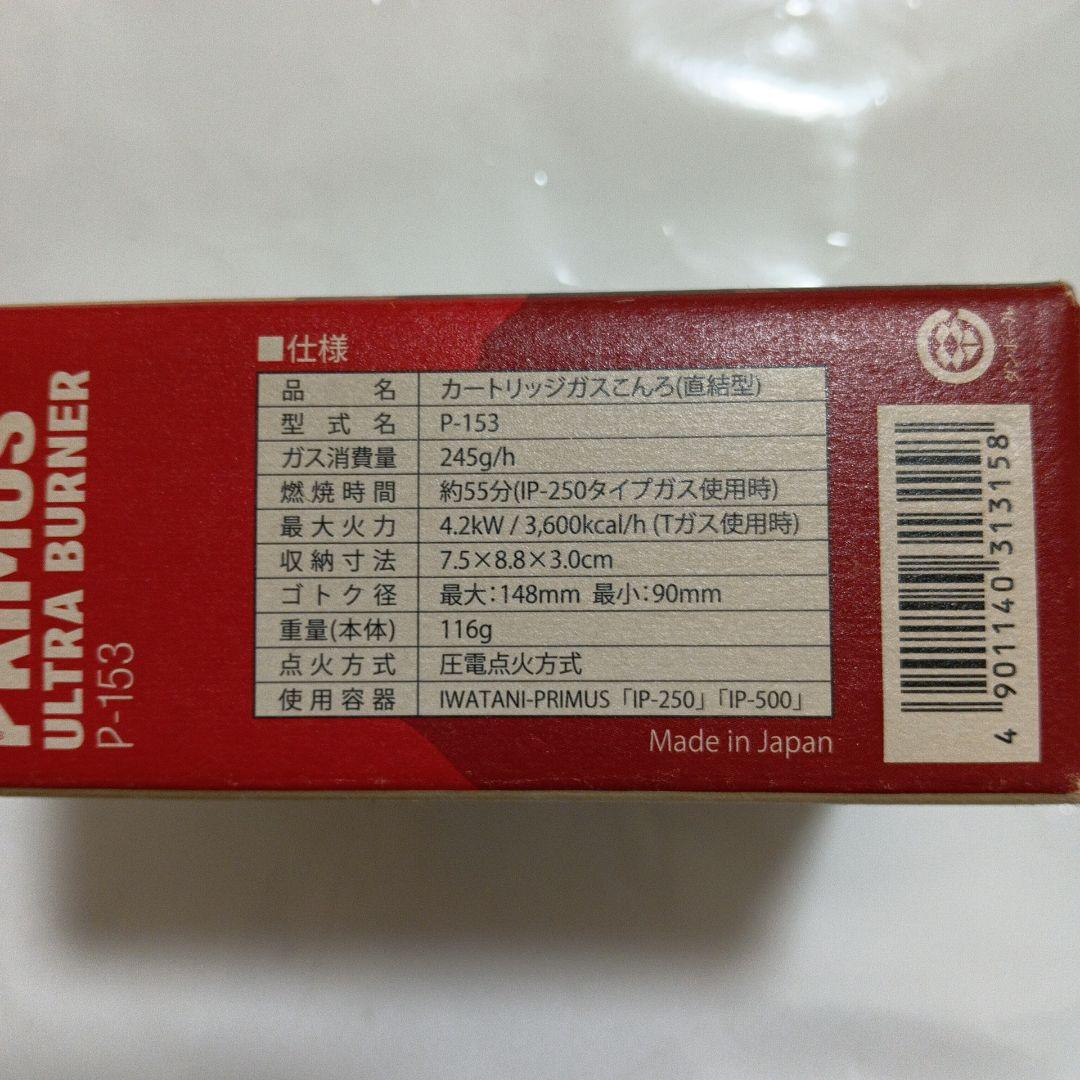 PRIMUS
ULTRA BURNER
P-153
■仕様
品名 カートリッジガスこんろ(直結型)
型式名 P-153
ガス消費量 245g/h
燃焼時間 約55分(IP-250タイプガス使用時)
最大火力 4.2kW / 3,600kcal/h (Tガス使用時)
収納寸法 7.5×8.8×3.0cm
ゴトク径 最大:148mm 最小:90mm
重量(本体) 116g
点火方式 圧電点火方式
使用容器 IWATANI-PRIMUS「IP-250」「IP-500」
Made in Japan
ダンボール
4 901140 313158